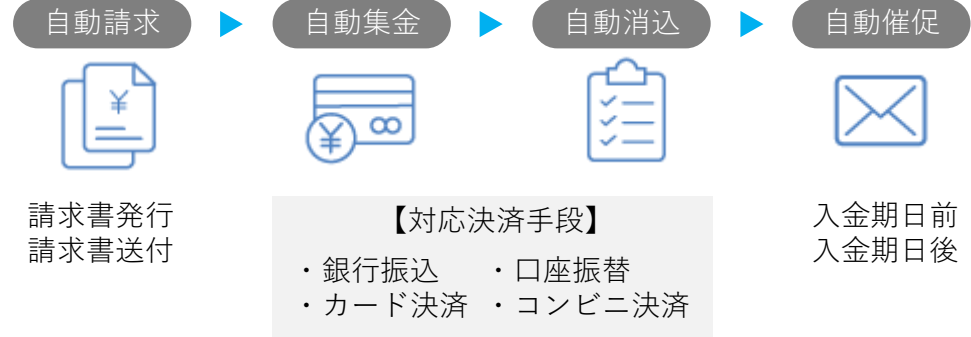 自動請求
自動集金
自動消込
自動催促
¥
¥
請求書発行
請求書送付
【対応決済手段】
・銀行振込 ・口座振替
・カード決済 ・コンビニ決済
入金期日前
入金期日後